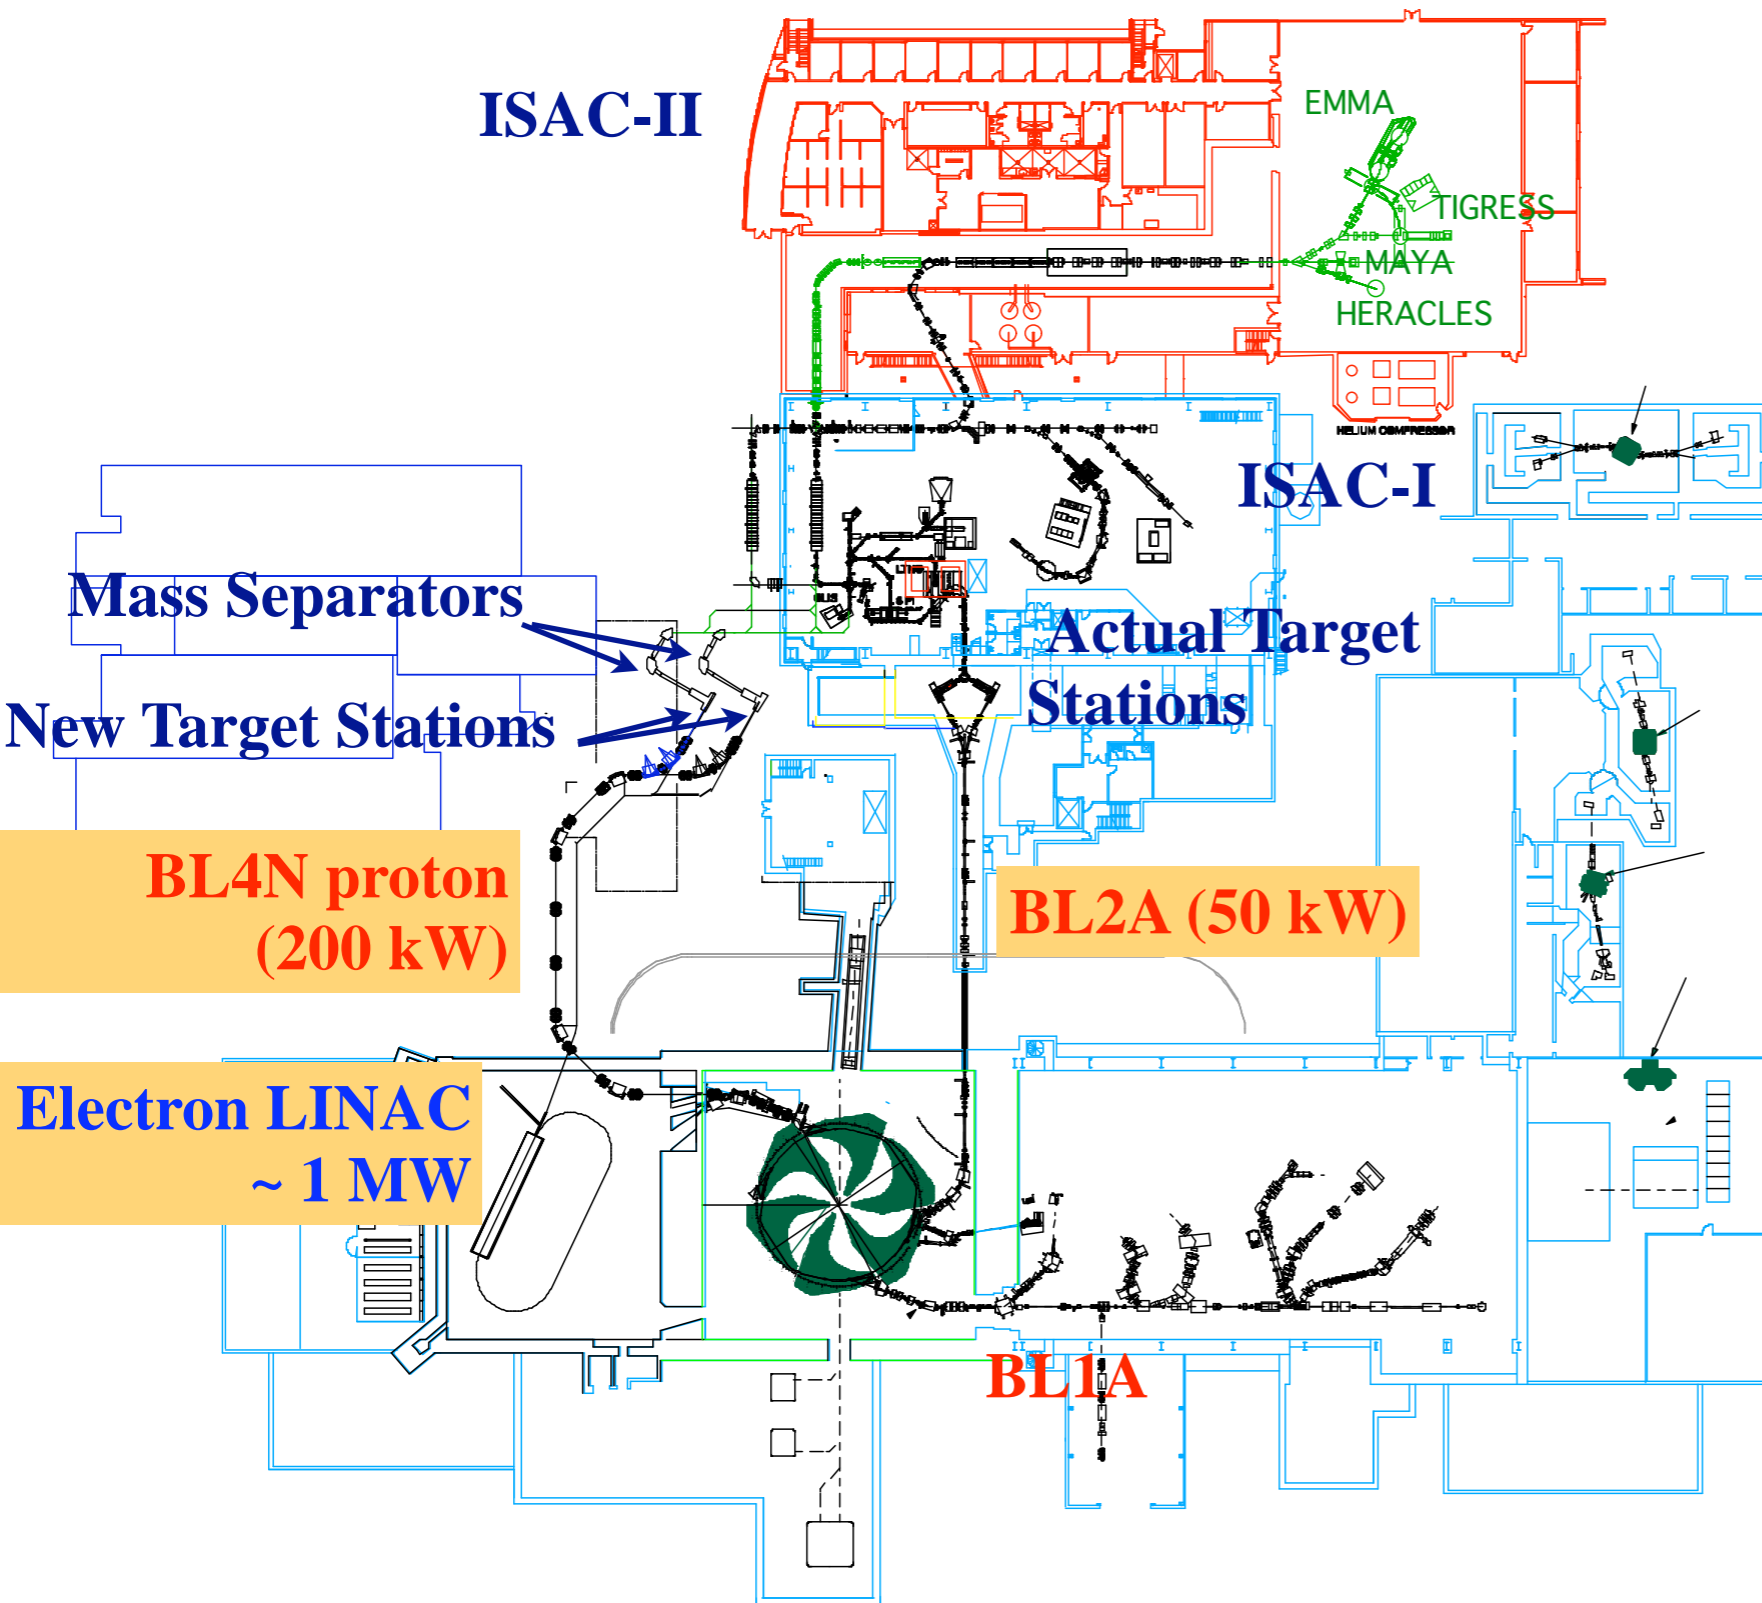 ISAC-II
EMMA
TIGRESS
MAYA
HERACLES
HELIUM COMPRESSOR
ISAC-I
Mass Separators
Actual Target
Stations
New Target Stations
BL4N proton
(200 kW)
BL2A (50 kW)
Electron LINAC
~ 1 MW
BL1A